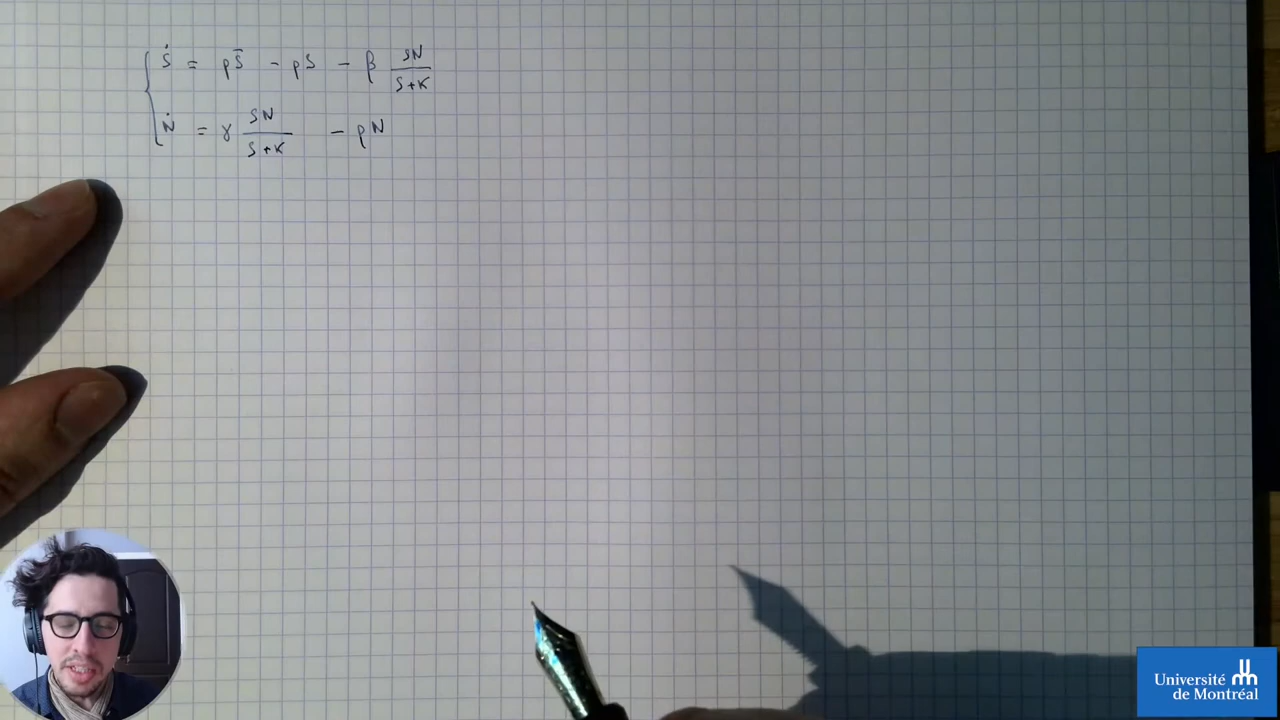 Ṡ = ρS̄ - ρS - β SN/(S+K)
Ṅ = γ SN/(S+K) - ρN
Université
de Montréal